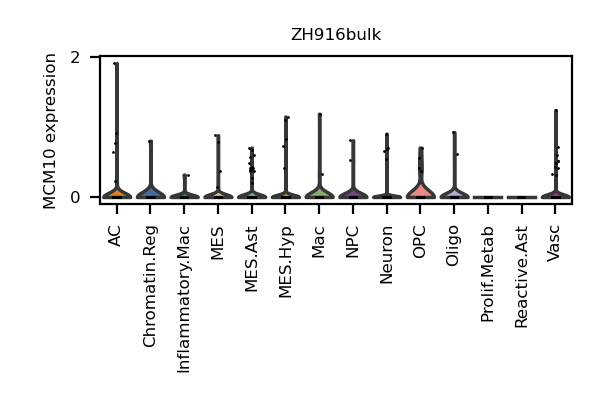 ZH916bulk
MCM10 expression
2
0
AC
Chromatin.Reg
Inflammatory.Mac
MES
MES.Ast
MES.Hyp
Mac
NPC
Neuron
OPC
Oligo
Prolif.Metab
Reactive.Ast
Vasc